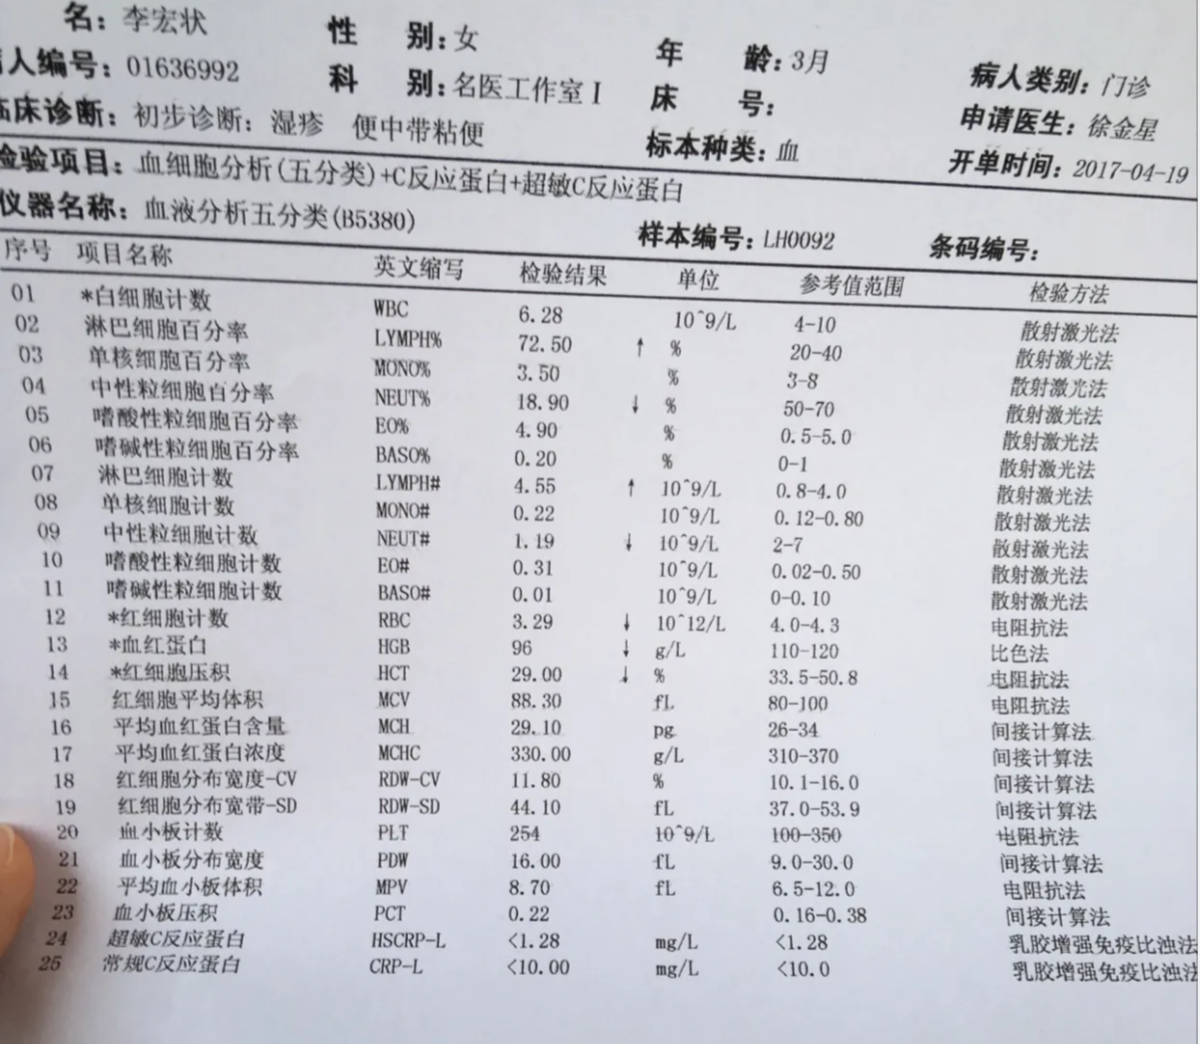 名：李宏状 性 别：女 年 龄：3月 病人类别：门诊
病人编号：01636992 科 别：名医工作室I 床 号： 申请医生：徐金星
临床诊断：初步诊断：湿疹 便中带粘便 标本种类：血 开单时间：2017-04-19
检验项目：血细胞分析(五分类)+C反应蛋白+超敏C反应蛋白
仪器名称：血液分析五分类(B5380) 样本编号：LH0092 条码编号：
序号 项目名称 英文缩写 检验结果 单位 参考值范围 检验方法
01 *白细胞计数 WBC 6.28 10^9/L 4-10 散射激光法
02 淋巴细胞百分率 LYMPH% 72.50 ↑ % 20-40 散射激光法
03 单核细胞百分率 MONO% 3.50 % 3-8 散射激光法
04 中性粒细胞百分率 NEUT% 18.90 ↓ % 50-70 散射激光法
05 嗜酸性粒细胞百分率 EO% 4.90 % 0.5-5.0 散射激光法
06 嗜碱性粒细胞百分率 BASO% 0.20 % 0-1 散射激光法
07 淋巴细胞计数 LYMPH# 4.55 ↑ 10^9/L 0.8-4.0 散射激光法
08 单核细胞计数 MONO# 0.22 10^9/L 0.12-0.80 散射激光法
09 中性粒细胞计数 NEUT# 1.19 ↓ 10^9/L 2-7 散射激光法
10 嗜酸性粒细胞计数 EO# 0.31 10^9/L 0.02-0.50 散射激光法
11 嗜碱性粒细胞计数 BASO# 0.01 10^9/L 0-0.10 散射激光法
12 *红细胞计数 RBC 3.29 ↓ 10^12/L 4.0-4.3 电阻抗法
13 *血红蛋白 HGB 96 ↓ g/L 110-120 比色法
14 *红细胞压积 HCT 29.00 ↓ % 33.5-50.8 电阻抗法
15 红细胞平均体积 MCV 88.30 fL 80-100 电阻抗法
16 平均血红蛋白含量 MCH 29.10 pg 26-34 间接计算法
17 平均血红蛋白浓度 MCHC 330.00 g/L 310-370 间接计算法
18 红细胞分布宽度-CV RDW-CV 11.80 % 10.1-16.0 间接计算法
19 红细胞分布宽带-SD RDW-SD 44.10 fL 37.0-53.9 间接计算法
20 血小板计数 PLT 254 10^9/L 100-350 电阻抗法
21 血小板分布宽度 PDW 16.00 fL 9.0-30.0 间接计算法
22 平均血小板体积 MPV 8.70 fL 6.5-12.0 电阻抗法
23 血小板压积 PCT 0.22 0.16-0.38 间接计算法
24 超敏C反应蛋白 HSCRP-L <1.28 mg/L <1.28 乳胶增强免疫比浊法
25 常规C反应蛋白 CRP-L <10.00 mg/L <10.0 乳胶增强免疫比浊法